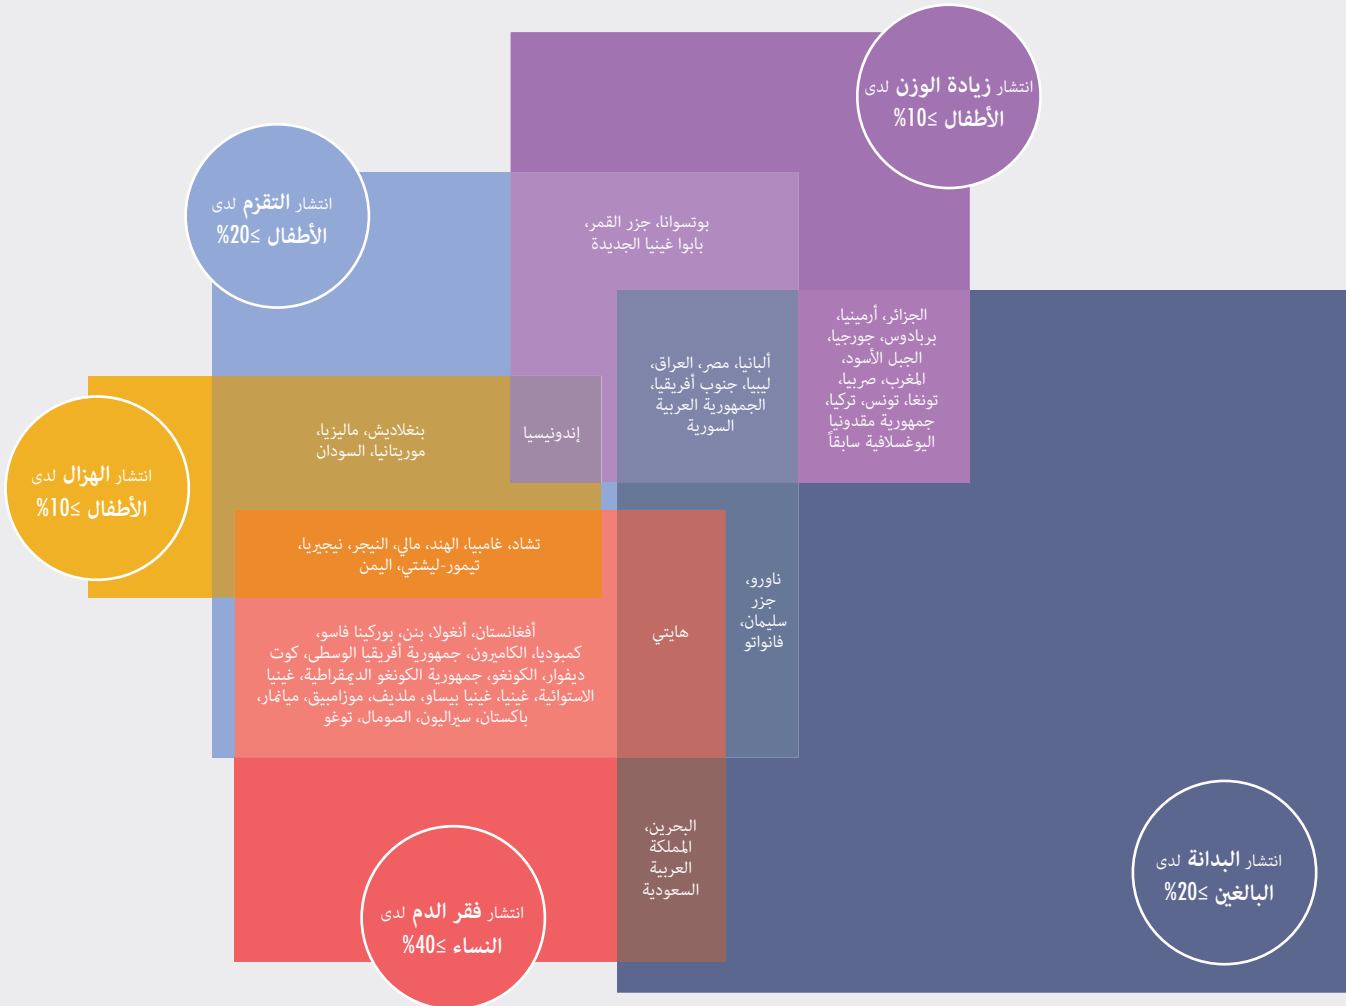 انتشار زيادة الوزن لدى
الأطفال ≥10%
انتشار التقزم لدى
الأطفال ≥20%
بوتسوانا، جزر القمر،
بابوا غينيا الجديدة
الجزائر، أرمينيا،
بربادوس، جورجيا،
الجبل الأسود،
المغرب، صربيا،
تونغا، تونس، تركيا،
جمهورية مقدونيا
اليوغسلافية سابقاً
ألبانيا، مصر، العراق،
ليبيا، جنوب أفريقيا،
الجمهورية العربية
السورية
إندونيسيا
بنغلاديش، ماليزيا،
موريتانيا، السودان
انتشار الهزال لدى
الأطفال ≥10%
تشاد، غامبيا، الهند، مالي، النيجر، نيجيريا،
تيمور-ليشتي، اليمن
ناورو،
جزر
سليمان،
فانواتو
هايتي
أفغانستان، أنغولا، بنن، بوركينا فاسو،
كمبوديا، الكاميرون، جمهورية أفريقيا الوسطى، كوت
ديفوار، الكونغو، جمهورية الكونغو الديمقراطية، غينيا
الاستوائية، غينيا، غينيا بيساو، ملديف، موزامبيق، ميانمار،
باكستان، سيراليون، الصومال، توغو
البحرين،
المملكة
العربية
السعودية
انتشار البدانة لدى
البالغين ≥20%
انتشار فقر الدم لدى
النساء ≥40%